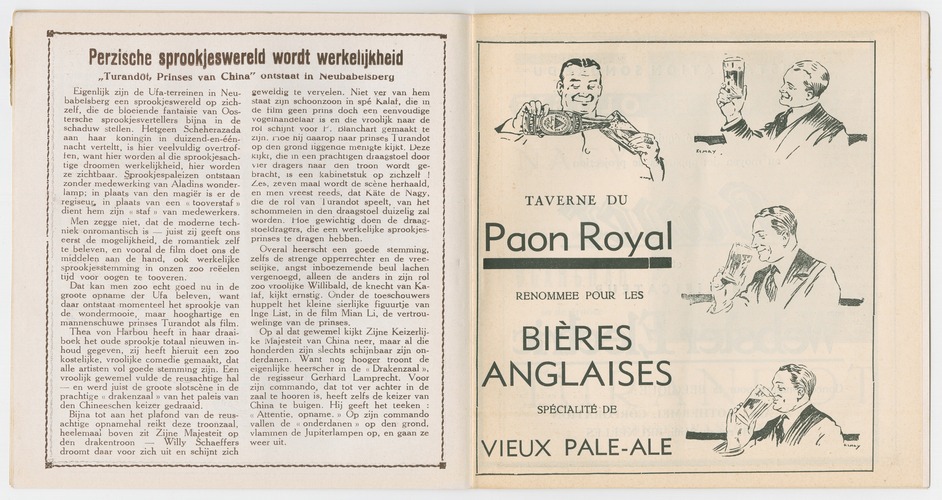 Perzische sprookjeswereld wordt werkelijkheid
„Turandot, Prinses van China" ontstaat in Neubabelsberg
Eigenlijk zijn de Ufa-terreinen in Neu-
babelsberg een sprookjeswereld op zich-
zelf, die de bloeiende fantaisie van Oos-
tersche sprookjesvertellers bijna in de
schaduw stellen. Hetgeen Scheherazada
aan haar koningin in duizend-en-één-
nacht vertelt, is hier veelvuldig overtrof-
ten, want hier worden al die sprookjesach-
tige droomen werkelijkheid, hier worden
ze zichtbaar. Sprookjespaleizen ontstaan
zonder medewerking van Aladins wonder-
lamp; in plaats van den magiër is er de
regiseur, in plaats van een « tooverstaf »
dient hem zijn « staf » van medewerkers.
Men zegge niet, dat de moderne tech-
niek onromantisch is — juist zij geeft ons
eerst de mogelijkheid, de romantiek zelf
te beleven, en vooral de film doet ons de
middelen aan de hand, ook werkelijke
sprookjesstemming in onzen zoo reëelen
tijd voor oogen te tooveren.
Dat kan men zoo echt goed nu in de
groote opname der Ufa beleven, want
daar ontstaat momenteel het sprookje van
de wondermooie, maar hooghartige en
mannenschuwe prinses Turandot als film.
Thea von Harbou heeft in haar draai-
boek het oude sprookje totaal nieuwen in-
houd gegeven, zij heeft hieruit een zoo
kostelijke, vroolijke comedie gemaakt, dat
alle artisten vol goede stemming zijn. Een
vroolijk gewemel vulde de reusachtige hal
— en werd juist de groote slotscène in de
prachtige « drakenzaal » van het paleis van
den Chineeschen keizer gedraaid.
Bijna tot aan het plafond van de reus-
achtige opnamehal reikt deze troonzaal,
heelemaal boven zit Zijne Majesteit op
den drakentroon — Willy Schaeffers
droomt daar voor zich uit en schijnt zich
geweldig te vervelen. Niet ver van hem
staat zijn schoonzoon in spé Kalaf, die in
de film geen prins doch een eenvoudige
vogelnandelaar is en die vroolijk naar de
rol schijnt voor P. Blanchart gemaakt te
zijn. Hoe hij daarop naar prinses Turandot
op den grond liggende menigte kijkt. Deze
kijkt, die in een prachtigen draagstoel door
vier dragers naar den troon wordt ge-
bracht, is een kabinetstuk op zichzelf !
Zes, zeven maal wordt de scène herhaald,
en men vreest reeds, dat Käte de Nagy,
die de rol van Turandot speelt, van het
schommelen in den draagstoel duizelig zal
worden. Hoe gewichtig doen de draag-
stoeldragers, die een werkelijke sprookjes-
prinses te dragen hebben.
Overal heerscht een goede stemming,
zelfs de strenge opperrechter en de vree-
selijke, angst inboezemende beul lachen
vergenoegd, alleen de anders in zijn rol
zoo vroolijke Willibald, de knecht van Ka-
laf, kijkt ernstig. Onder de toeschouwers
huppelt het kleine sierlijke figuurtje van
Inge List, in de film Mian Li, de vertrou-
welinge van de prinses.
Op al dat gewemel kijkt Zijne Keizerlij-
ke Majesteit van China neer, maar al die
honderden zijn slechts schijnbaar zijn on-
derdanen. Want nog hooger troont de
eigenlijke heerscher in de « Drakenzaal »,
de regisseur Gerhard Lamprecht. Voor
zijn commando, dat tot ver achter in de
zaal te hooren is, heeft zelfs de keizer van
China te buigen. Hij geeft het teeken :
« Attentie, opname. » Op zijn commando
vallen de « onderdanen » op den grond,
vlammen de Jupiterlampen op, en gaan ze
weer uit.
TAVERNE DU
Paon Royal
RENOMMEE POUR LES
BIÈRES
ANGLAISES
SPÉCIALITÉ DE
VIEUX PALE-ALE